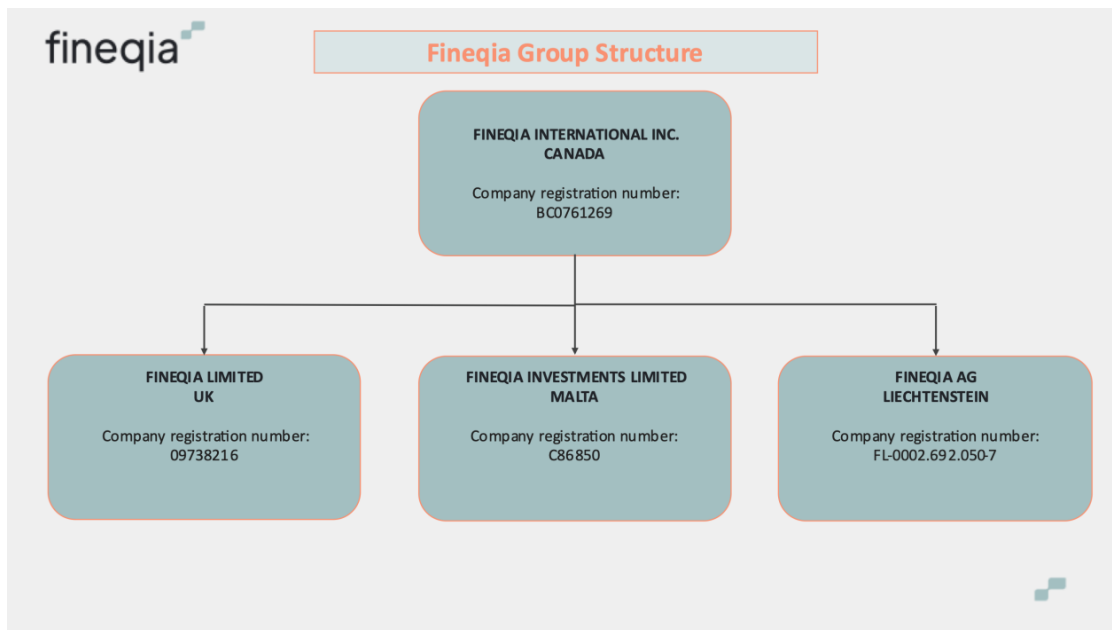 fineqia
Fineqia Group Structure
FINEQIA INTERNATIONAL INC.
CANADA
Company registration number:
BC0761269
FINEQIA LIMITED
UK
Company registration number:
09738216
FINEQIA INVESTMENTS LIMITED
MALTA
Company registration number:
C86850
FINEQIA AG
LIECHTENSTEIN
Company registration number:
FL-0002.692.050-7